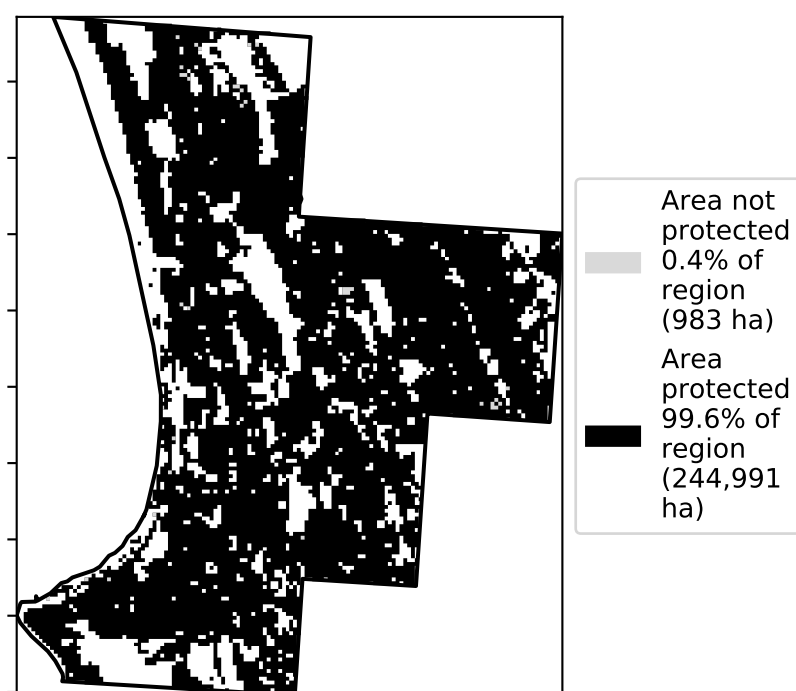 Area not
protected
0.4% of
region
(983 ha)
Area
protected
99.6% of
region
(244,991
ha)